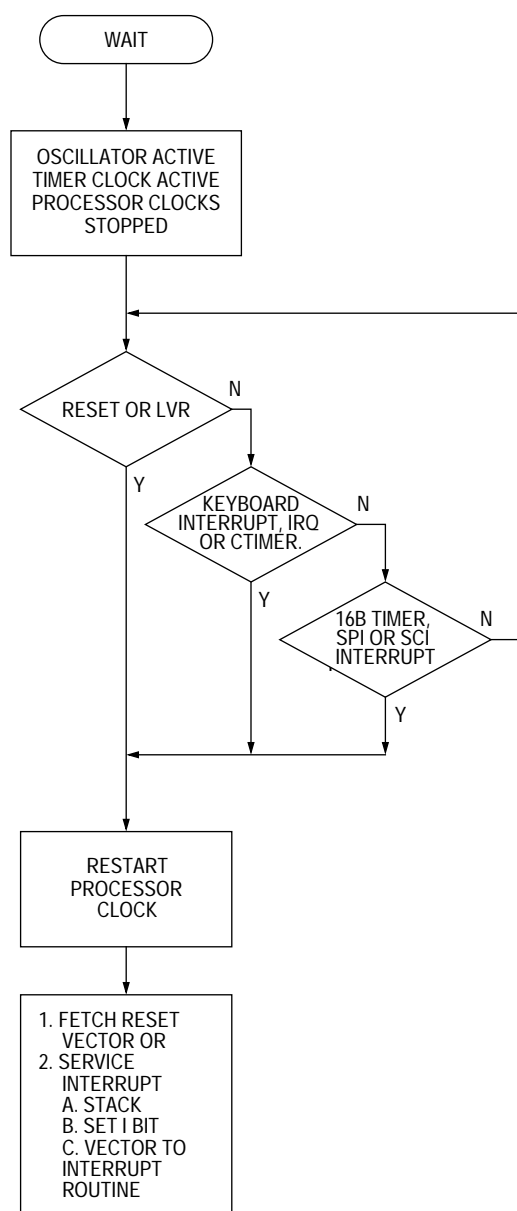 WAIT
OSCILLATOR ACTIVE
TIMER CLOCK ACTIVE
PROCESSOR CLOCKS
STOPPED
RESET OR LVR
N
Y
KEYBOARD
INTERRUPT, IRQ
OR CTIMER.
N
Y
16B TIMER,
SPI OR SCI
INTERRUPT
N
Y
RESTART
PROCESSOR
CLOCK
1. FETCH RESET
VECTOR OR
2. SERVICE
INTERRUPT
A. STACK
B. SET I BIT
C. VECTOR TO
INTERRUPT
ROUTINE